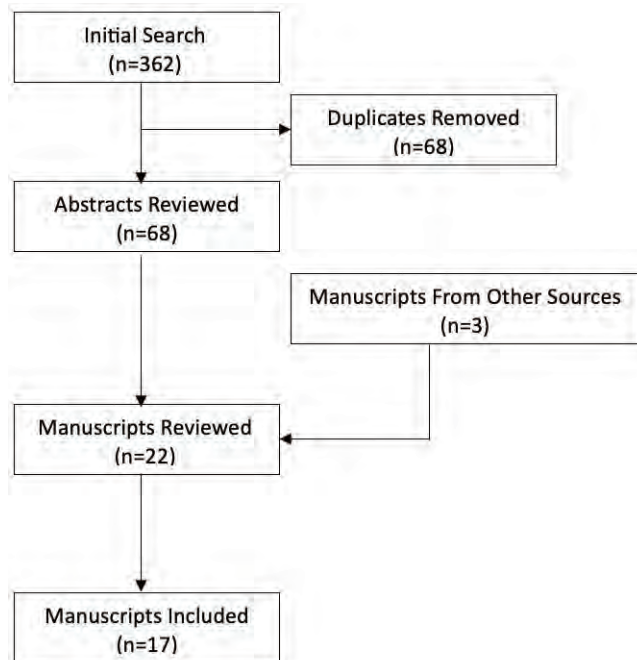 Initial Search
(n=362)
Duplicates Removed
(n=68)
Abstracts Reviewed
(n=68)
Manuscripts From Other Sources
(n=3)
Manuscripts Reviewed
(n=22)
Manuscripts Included
(n=17)